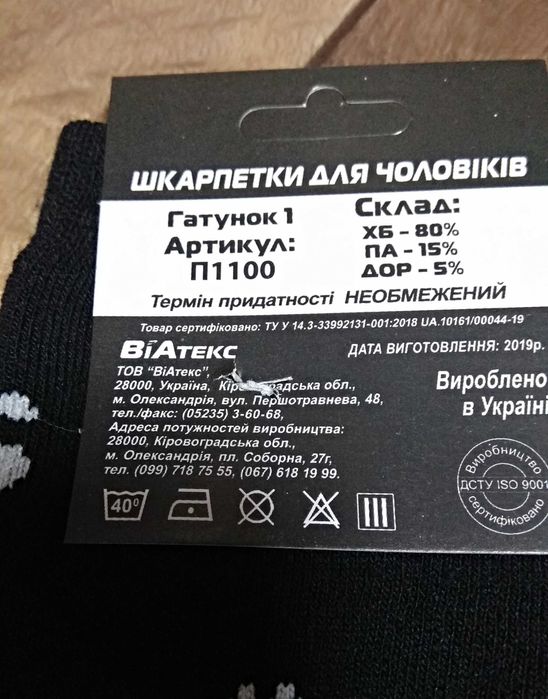 ШКАРПЕТКИ ДЛЯ ЧОЛОВІКІВ
Гатунок 1
Артикул:
П1100
Склад:
ХБ - 80%
ПА - 15%
ДОР - 5%
Термін придатності НЕОБМЕЖЕНИЙ
Товар сертифіковано: ТУ У 14.3-33992131-001:2018 UA.10161/00044-19
ВіАтекс
ДАТА ВИГОТОВЛЕННЯ: 2019р.
ТОВ "ВіАтекс",
28000, Україна, Кіровоградська обл.,
м. Олександрія, вул. Першотравнева, 48,
тел./факс: (05235) 3-60-68,
Адреса потужностей виробництва:
28000, Кіровоградська обл.,
м. Олександрія, пл. Соборна, 27г,
тел. (099) 718 75 55, (067) 618 19 99.
Вироблено
в Україні
Виробництво
ДСТУ ISO 9001
сертифіковано
40⁰